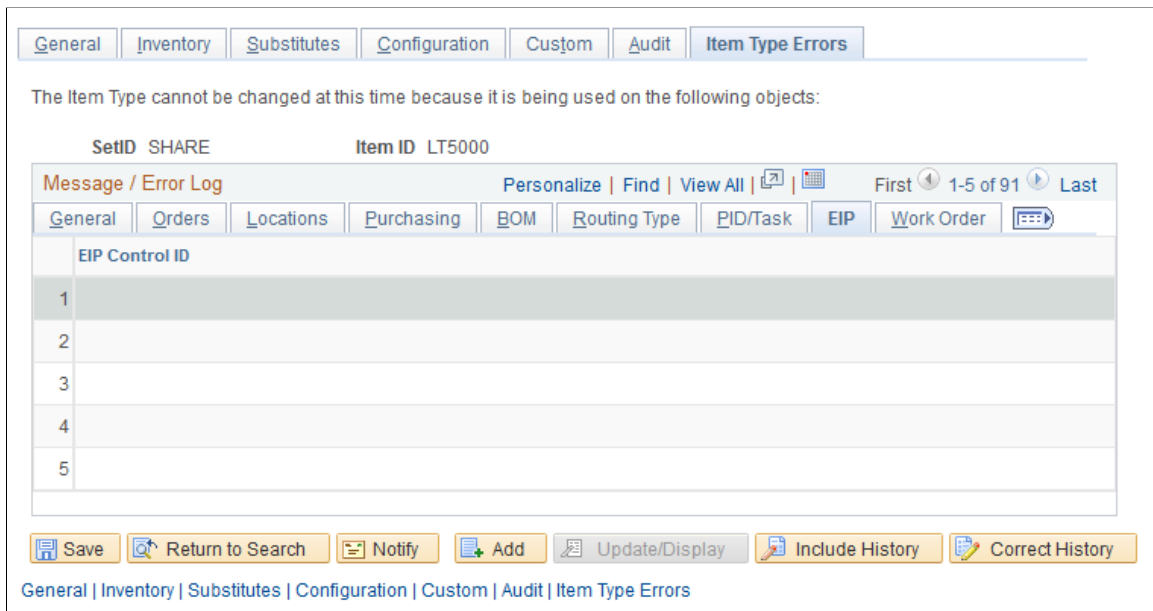 General Inventory Substitutes Configuration Custom Audit Item Type Errors
The Item Type cannot be changed at this time because it is being used on the following objects:
SetID SHARE Item ID LT5000
Message / Error Log Personalize | Find | View All | | First 1-5 of 91 Last
General Orders Locations Purchasing BOM Routing Type PID/Task EIP Work Order
EIP Control ID
1
2
3
4
5
Save Return to Search Notify Add Update/Display Include History Correct History
General | Inventory | Substitutes | Configuration | Custom | Audit | Item Type Errors